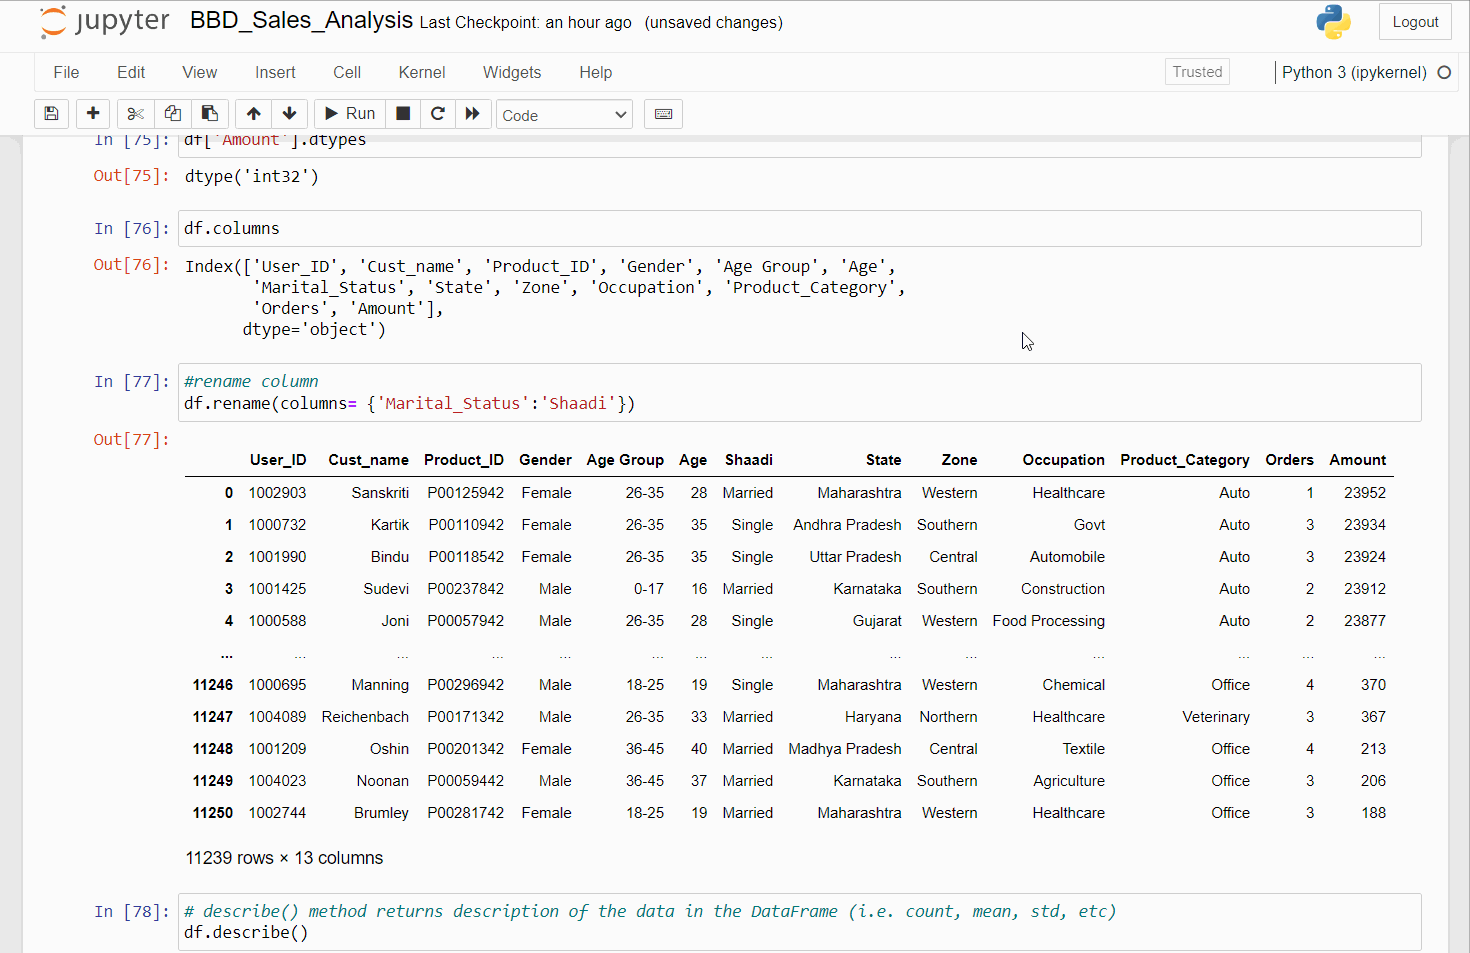 jupyter BBD_Sales_Analysis Last Checkpoint: an hour ago (unsaved changes) Logout
File Edit View Insert Cell Kernel Widgets Help Trusted Python 3 (ipykernel)
Run Code
In [75]: df['Amount'].dtypes
Out[75]: dtype('int32')
In [76]: df.columns
Out[76]: Index(['User_ID', 'Cust_name', 'Product_ID', 'Gender', 'Age Group', 'Age',
'Marital_Status', 'State', 'Zone', 'Occupation', 'Product_Category',
'Orders', 'Amount'],
dtype='object')
In [77]: #rename column
df.rename(columns= {'Marital_Status':'Shaadi'})
Out[77]:
User_ID Cust_name Product_ID Gender Age Group Age Shaadi State Zone Occupation Product_Category Orders Amount
0 1002903 Sanskriti P00125942 Female 26-35 28 Married Maharashtra Western Healthcare Auto 1 23952
1 1000732 Kartik P00110942 Female 26-35 35 Single Andhra Pradesh Southern Govt Auto 3 23934
2 1001990 Bindu P00118542 Female 26-35 35 Single Uttar Pradesh Central Automobile Auto 3 23924
3 1001425 Sudevi P00237842 Male 0-17 16 Married Karnataka Southern Construction Auto 2 23912
4 1000588 Joni P00057942 Male 26-35 28 Single Gujarat Western Food Processing Auto 2 23877
... ... ... ... ... ... ... ... ... ... ... ... ... ...
11246 1000695 Manning P00296942 Male 18-25 19 Single Maharashtra Western Chemical Office 4 370
11247 1004089 Reichenbach P00171342 Male 26-35 33 Married Haryana Northern Healthcare Veterinary 3 367
11248 1001209 Oshin P00201342 Female 36-45 40 Married Madhya Pradesh Central Textile Office 4 213
11249 1004023 Noonan P00059442 Male 36-45 37 Married Karnataka Southern Agriculture Office 3 206
11250 1002744 Brumley P00281742 Female 18-25 19 Married Maharashtra Western Healthcare Office 3 188
11239 rows × 13 columns
In [78]: # describe() method returns description of the data in the DataFrame (i.e. count, mean, std, etc)
df.describe()